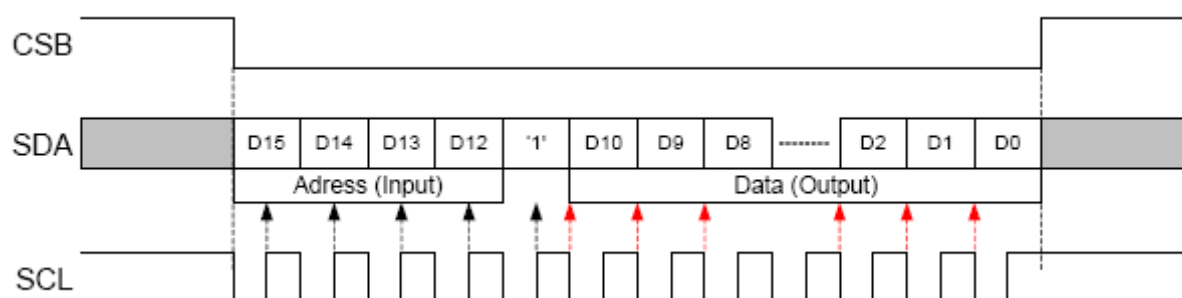 CSB
SDA D15 D14 D13 D12 "1" D10 D9 D8 -------- D2 D1 D0
Adress (Input) Data (Output)
SCL